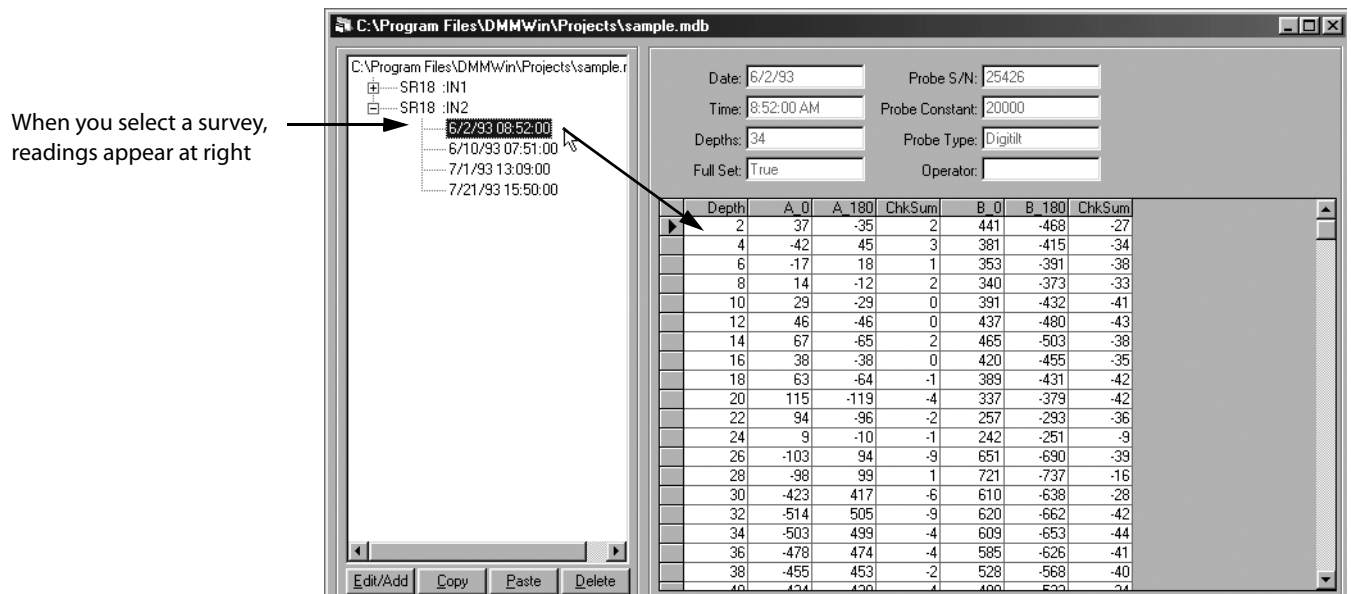 C:\Program Files\DMMWin\Projects\sample.mdb
C:\Program Files\DMMWin\Projects\sample.r
SR18 :IN1
SR18 :IN2
6/2/93 08:52:00
6/10/93 07:51:00
7/1/93 13:09:00
7/21/93 15:50:00
When you select a survey,
readings appear at right
Edit/Add Copy Paste Delete
Date: 6/2/93 Probe S/N: 25426
Time: 8:52:00 AM Probe Constant: 20000
Depths: 34 Probe Type: Digitilt
Full Set: True Operator:
Depth A_0 A_180 ChkSum B_0 B_180 ChkSum
2 37 -35 2 441 -468 -27
4 -42 45 3 381 -415 -34
6 -17 18 1 353 -391 -38
8 14 -12 2 340 -373 -33
10 29 -29 0 391 -432 -41
12 46 -46 0 437 -480 -43
14 67 -65 2 465 -503 -38
16 38 -38 0 420 -455 -35
18 63 -64 -1 389 -431 -42
20 115 -119 -4 337 -379 -42
22 94 -96 -2 257 -293 -36
24 9 -10 -1 242 -251 -9
26 -103 94 -9 651 -690 -39
28 -98 99 1 721 -737 -16
30 -423 417 -6 610 -638 -28
32 -514 505 -9 620 -662 -42
34 -503 499 -4 609 -653 -44
36 -478 474 -4 585 -626 -41
38 -455 453 -2 528 -568 -40